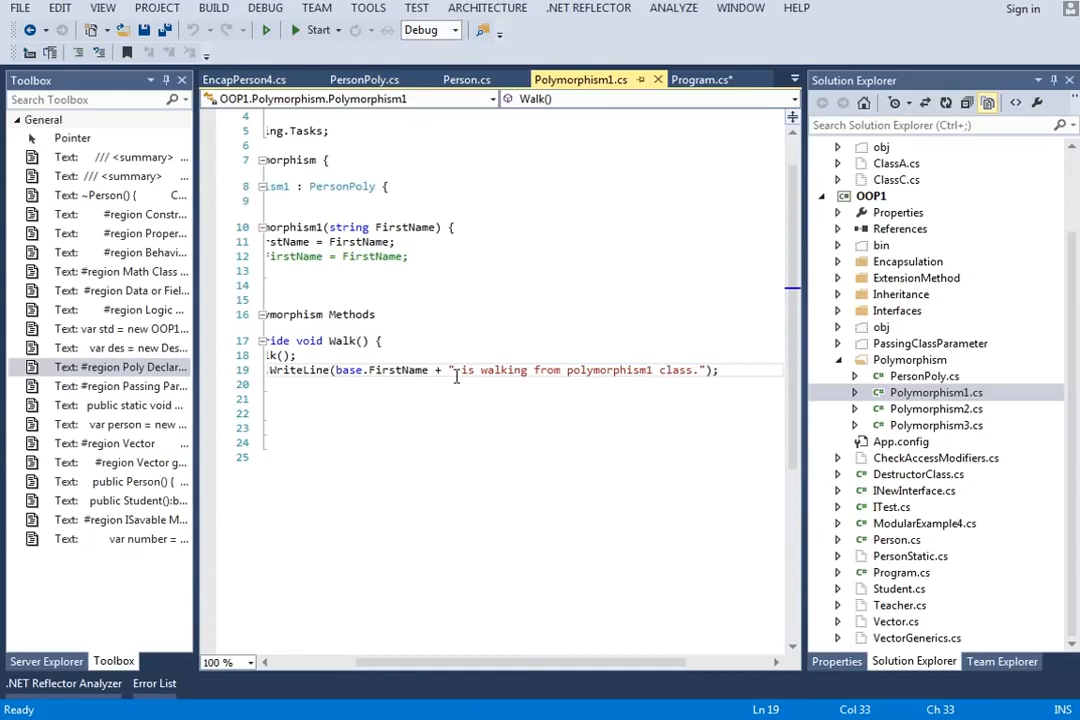 FILE EDIT VIEW PROJECT BUILD DEBUG TEAM TOOLS TEST ARCHITECTURE .NET REFLECTOR ANALYZE WINDOW HELP Sign in
Start Debug
Toolbox
Search Toolbox
General
Pointer
Text: /// <summary> ...
Text: /// <summary> ...
Text: ~Person() { C...
Text: #region Constr...
Text: #region Proper...
Text: #region Behavi...
Text: #region Math Class ...
Text: #region Data or Fiel...
Text: #region Logic ...
Text: var std = new OOP1...
Text: var des = new Des...
Text: #region Poly Declar...
Text: #region Passing Par...
Text: public static void ...
Text: var person = new ...
Text: #region Vector ...
Text: #region Vector g...
Text: public Person() { ...
Text: public Student():b...
Text: #region ISavable M...
Text: var number = ...
Server Explorer Toolbox
EncapPerson4.cs PersonPoly.cs Person.cs Polymorphism1.cs Program.cs*
OOP1.Polymorphism.Polymorphism1 Walk()
4
5 ing.Tasks;
6
7 morphism {
8 ism1 : PersonPoly {
9
10 morphism1(string FirstName) {
11 stName = FirstName;
12 FirstName = FirstName;
13
14
15
16 ymorphism Methods
17 ride void Walk() {
18 lk();
19 .WriteLine(base.FirstName + " is walking from polymorphism1 class.");
20
21
22
23
24
25
100 %
Solution Explorer
Search Solution Explorer (Ctrl+;)
obj
ClassA.cs
ClassC.cs
OOP1
Properties
References
bin
Encapsulation
ExtensionMethod
Inheritance
Interfaces
obj
PassingClassParameter
Polymorphism
PersonPoly.cs
Polymorphism1.cs
Polymorphism2.cs
Polymorphism3.cs
App.config
CheckAccessModifiers.cs
DestructorClass.cs
INewInterface.cs
ITest.cs
ModularExample4.cs
Person.cs
PersonStatic.cs
Program.cs
Student.cs
Teacher.cs
Vector.cs
VectorGenerics.cs
Properties Solution Explorer Team Explorer
.NET Reflector Analyzer Error List
Ready Ln 19 Col 33 Ch 33 INS